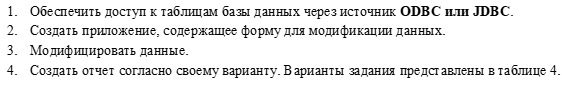 1. Обеспечить доступ к таблицам базы данных через источник ODBC или JDBC.
2. Создать приложение, содержащее форму для модификации данных.
3. Модифицировать данные.
4. Создать отчет согласно своему варианту. Варианты задания представлены в таблице 4.